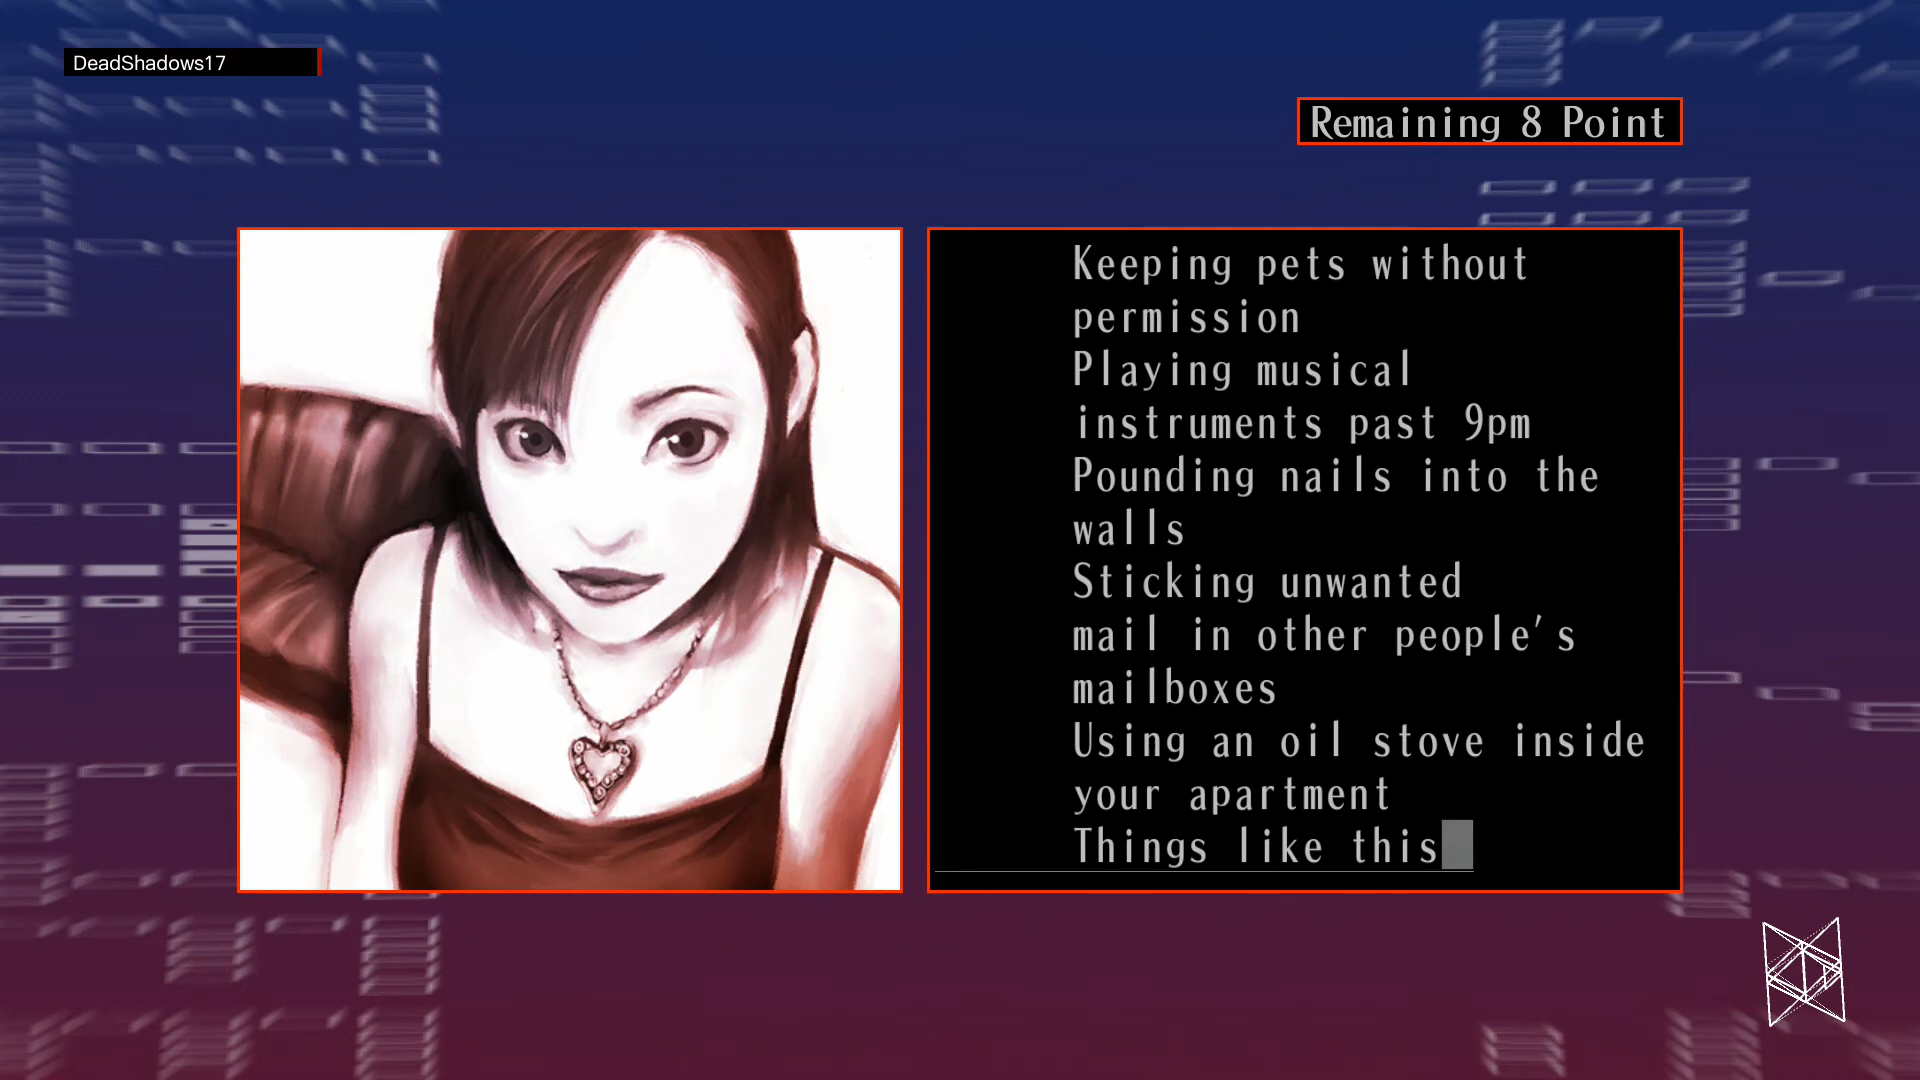 DeadShadows17
Remaining 8 Point
Keeping pets without
permission
Playing musical
instruments past 9pm
Pounding nails into the
walls
Sticking unwanted
mail in other people's
mailboxes
Using an oil stove inside
your apartment
Things like this